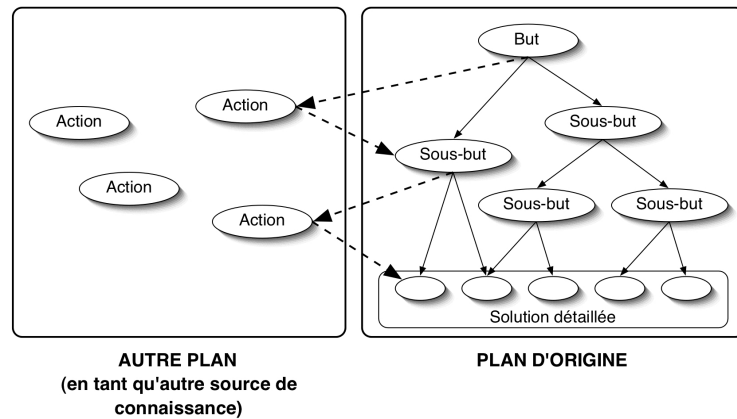 But
Action
Action
Sous-but
Sous-but
Action
Action
Sous-but
Sous-but
Solution détaillée
AUTRE PLAN
(en tant qu'autre source de
connaissance)
PLAN D'ORIGINE